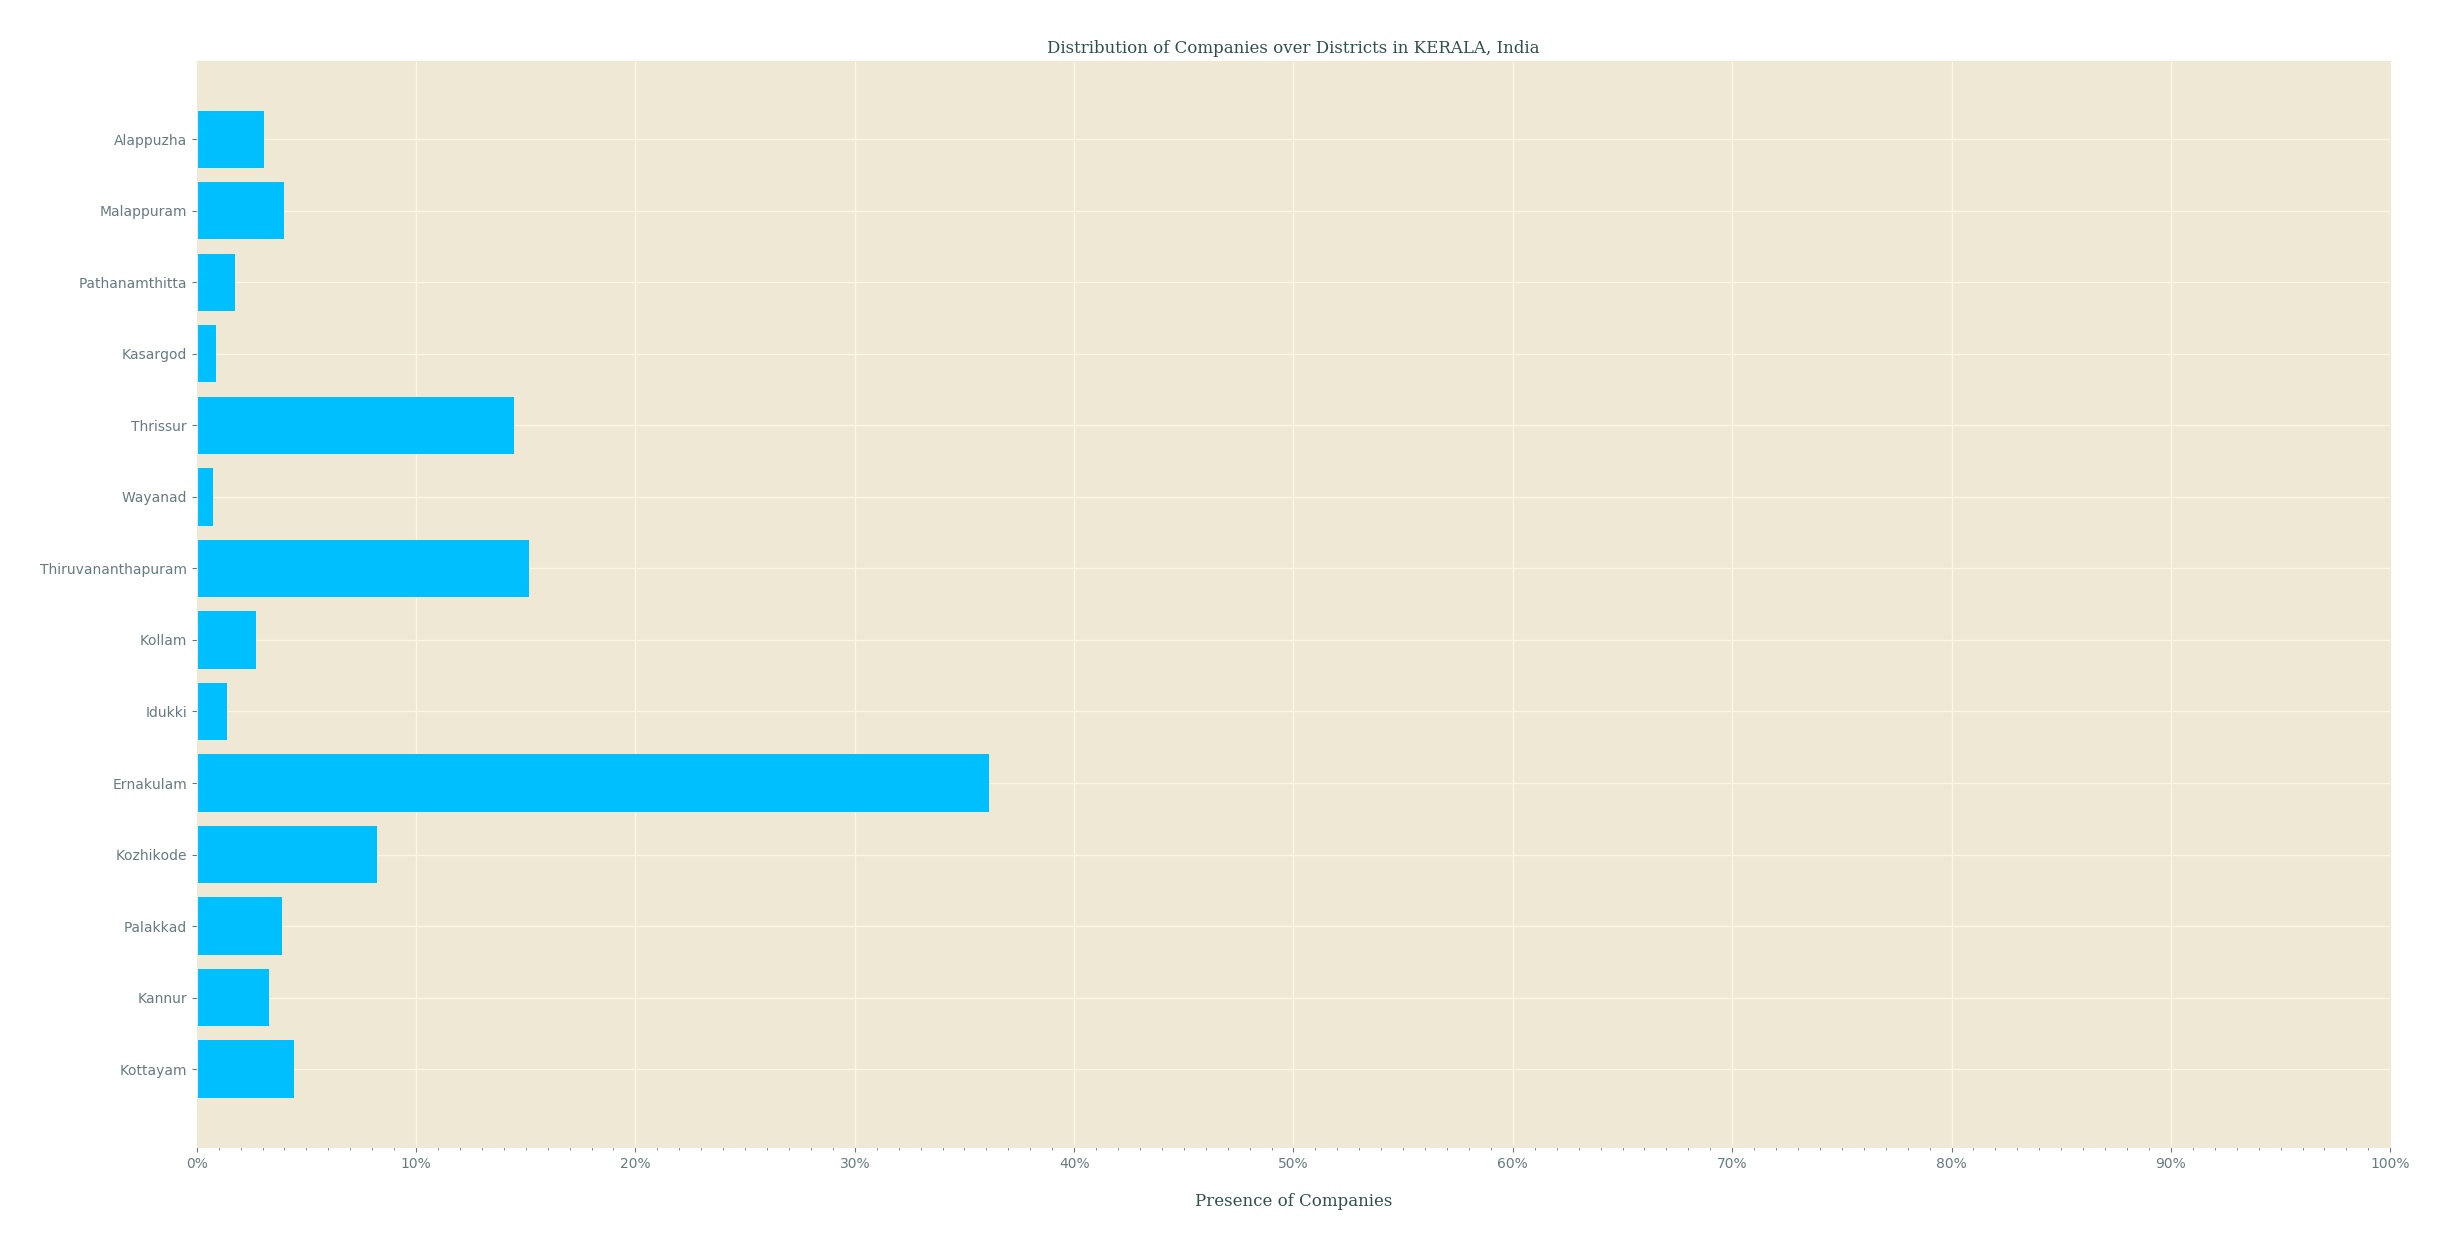 Distribution of Companies over Districts in KERALA, India
Alappuzha
Malappuram
Pathanamthitta
Kasargod
Thrissur
Wayanad
Thiruvananthapuram
Kollam
Idukki
Ernakulam
Kozhikode
Palakkad
Kannur
Kottayam
0% 10% 20% 30% 40% 50% 60% 70% 80% 90% 100%
Presence of Companies